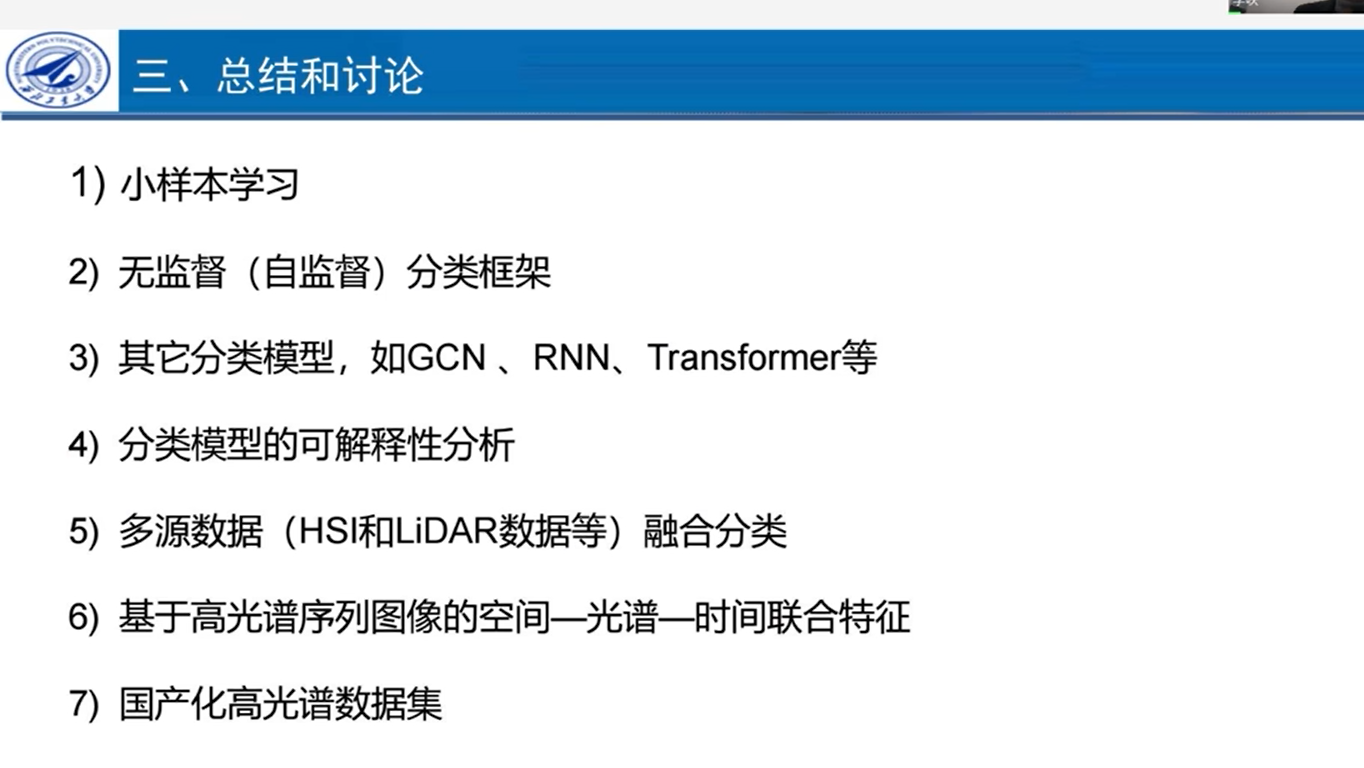 三、总结和讨论
1) 小样本学习
2) 无监督（自监督）分类框架
3) 其它分类模型，如GCN 、RNN、Transformer等
4) 分类模型的可解释性分析
5) 多源数据（HSI和LiDAR数据等）融合分类
6) 基于高光谱序列图像的空间—光谱—时间联合特征
7) 国产化高光谱数据集